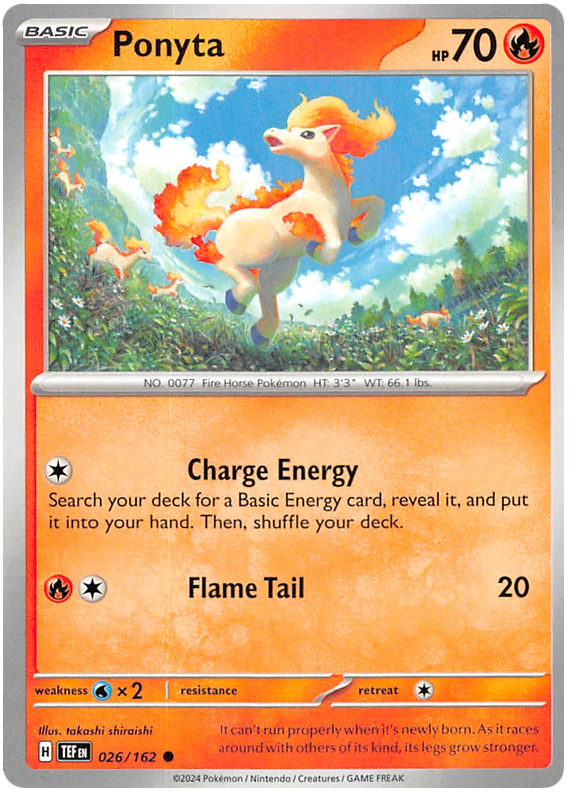 BASIC
Ponyta
HP 70
NO. 0077 Fire Horse Pokémon HT: 3'3" WT: 66.1 lbs.
Charge Energy
Search your deck for a Basic Energy card, reveal it, and put
it into your hand. Then, shuffle your deck.
Flame Tail 20
weakness ×2 resistance retreat
Illus. takashi shiraishi
It can't run properly when it's newly born. As it races
around with others of its kind, its legs grow stronger.
H TEF EN 026/162
©2024 Pokémon / Nintendo / Creatures / GAME FREAK